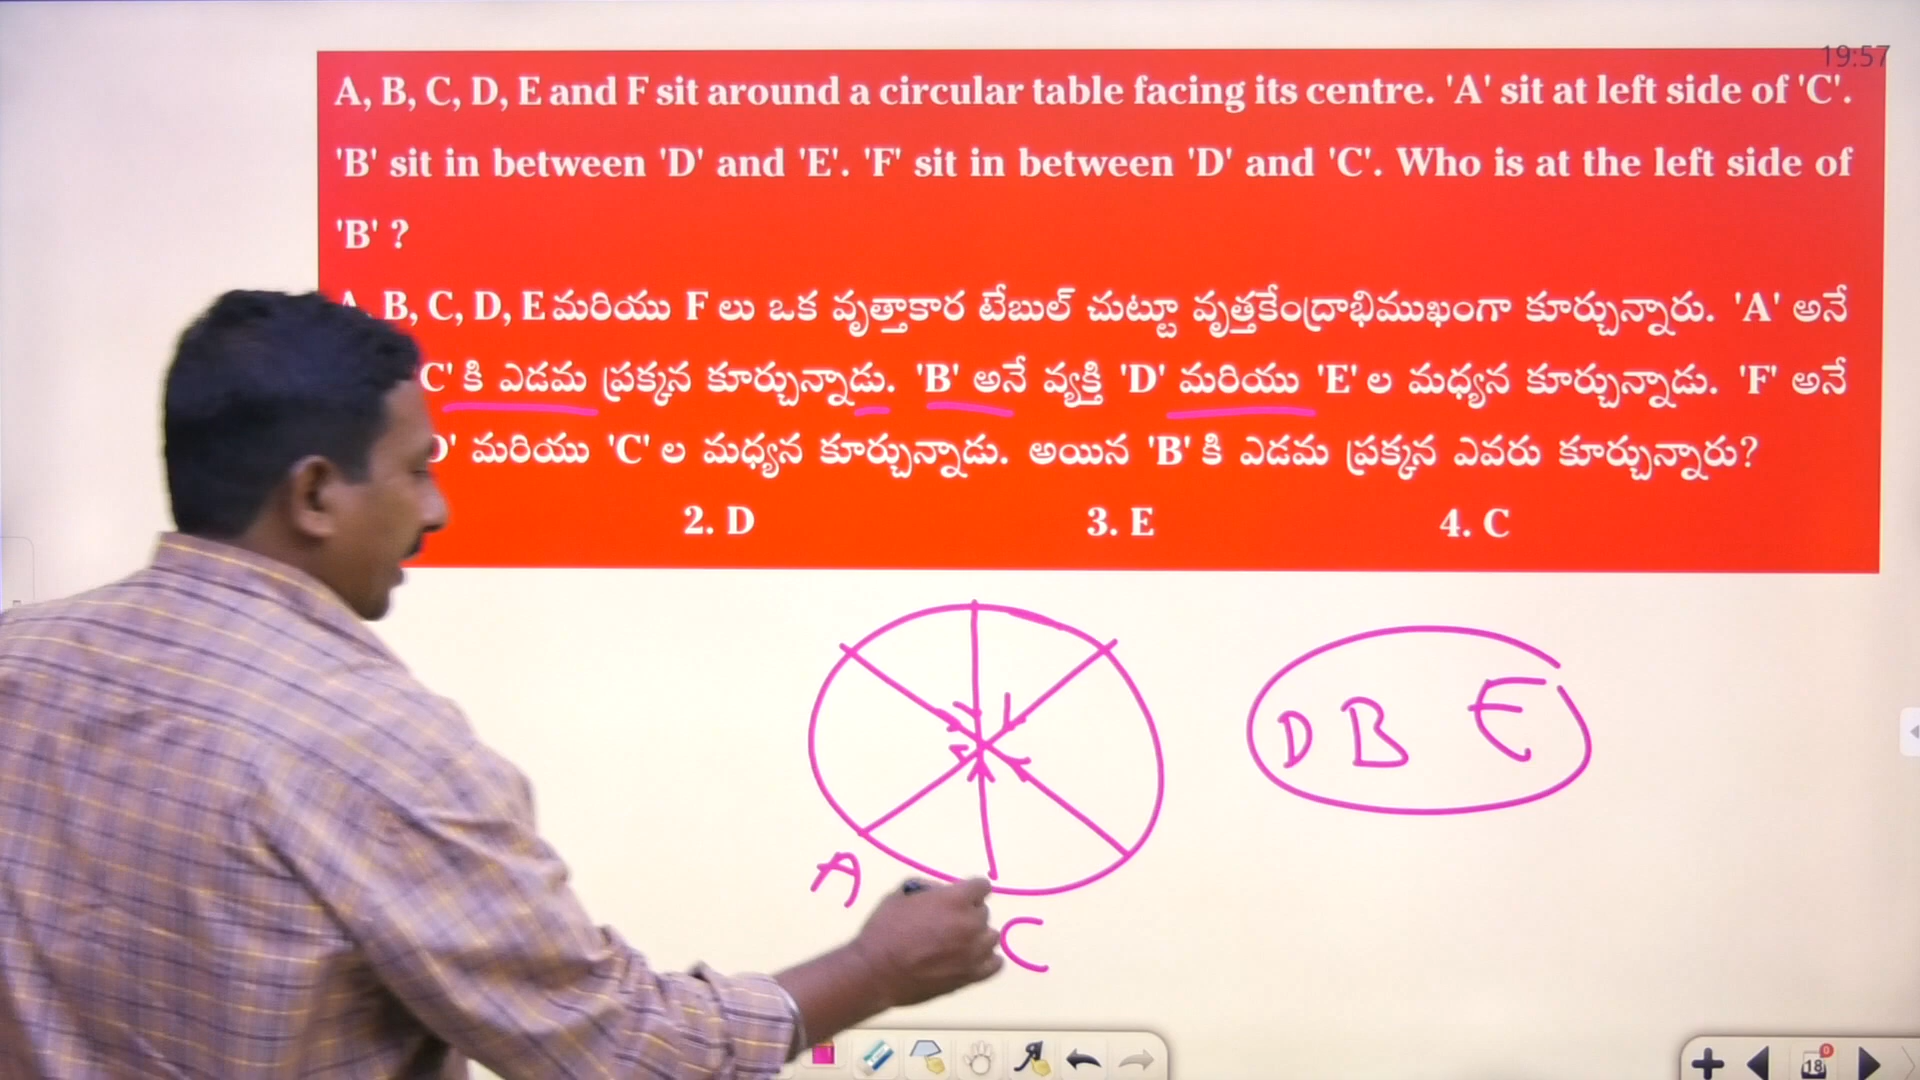 19:57
A, B, C, D, E and F sit around a circular table facing its centre. 'A' sit at left side of 'C'.
'B' sit in between 'D' and 'E'. 'F' sit in between 'D' and 'C'. Who is at the left side of
'B' ?
B, C, D, E మరియు F లు ఒక వృత్తాకార టేబుల్ చుట్టూ వృత్తకేంద్రాభిముఖంగా కూర్చున్నారు. 'A' అనే
C' కి ఎడమ ప్రక్కన కూర్చున్నాడు. 'B' అనే వ్యక్తి 'D' మరియు 'E' ల మధ్యన కూర్చున్నాడు. 'F' అనే
D' మరియు 'C' ల మధ్యన కూర్చున్నాడు. అయిన 'B' కి ఎడమ ప్రక్కన ఎవరు కూర్చున్నారు?
2. D 3. E 4. C
D B E
A
C
18
0